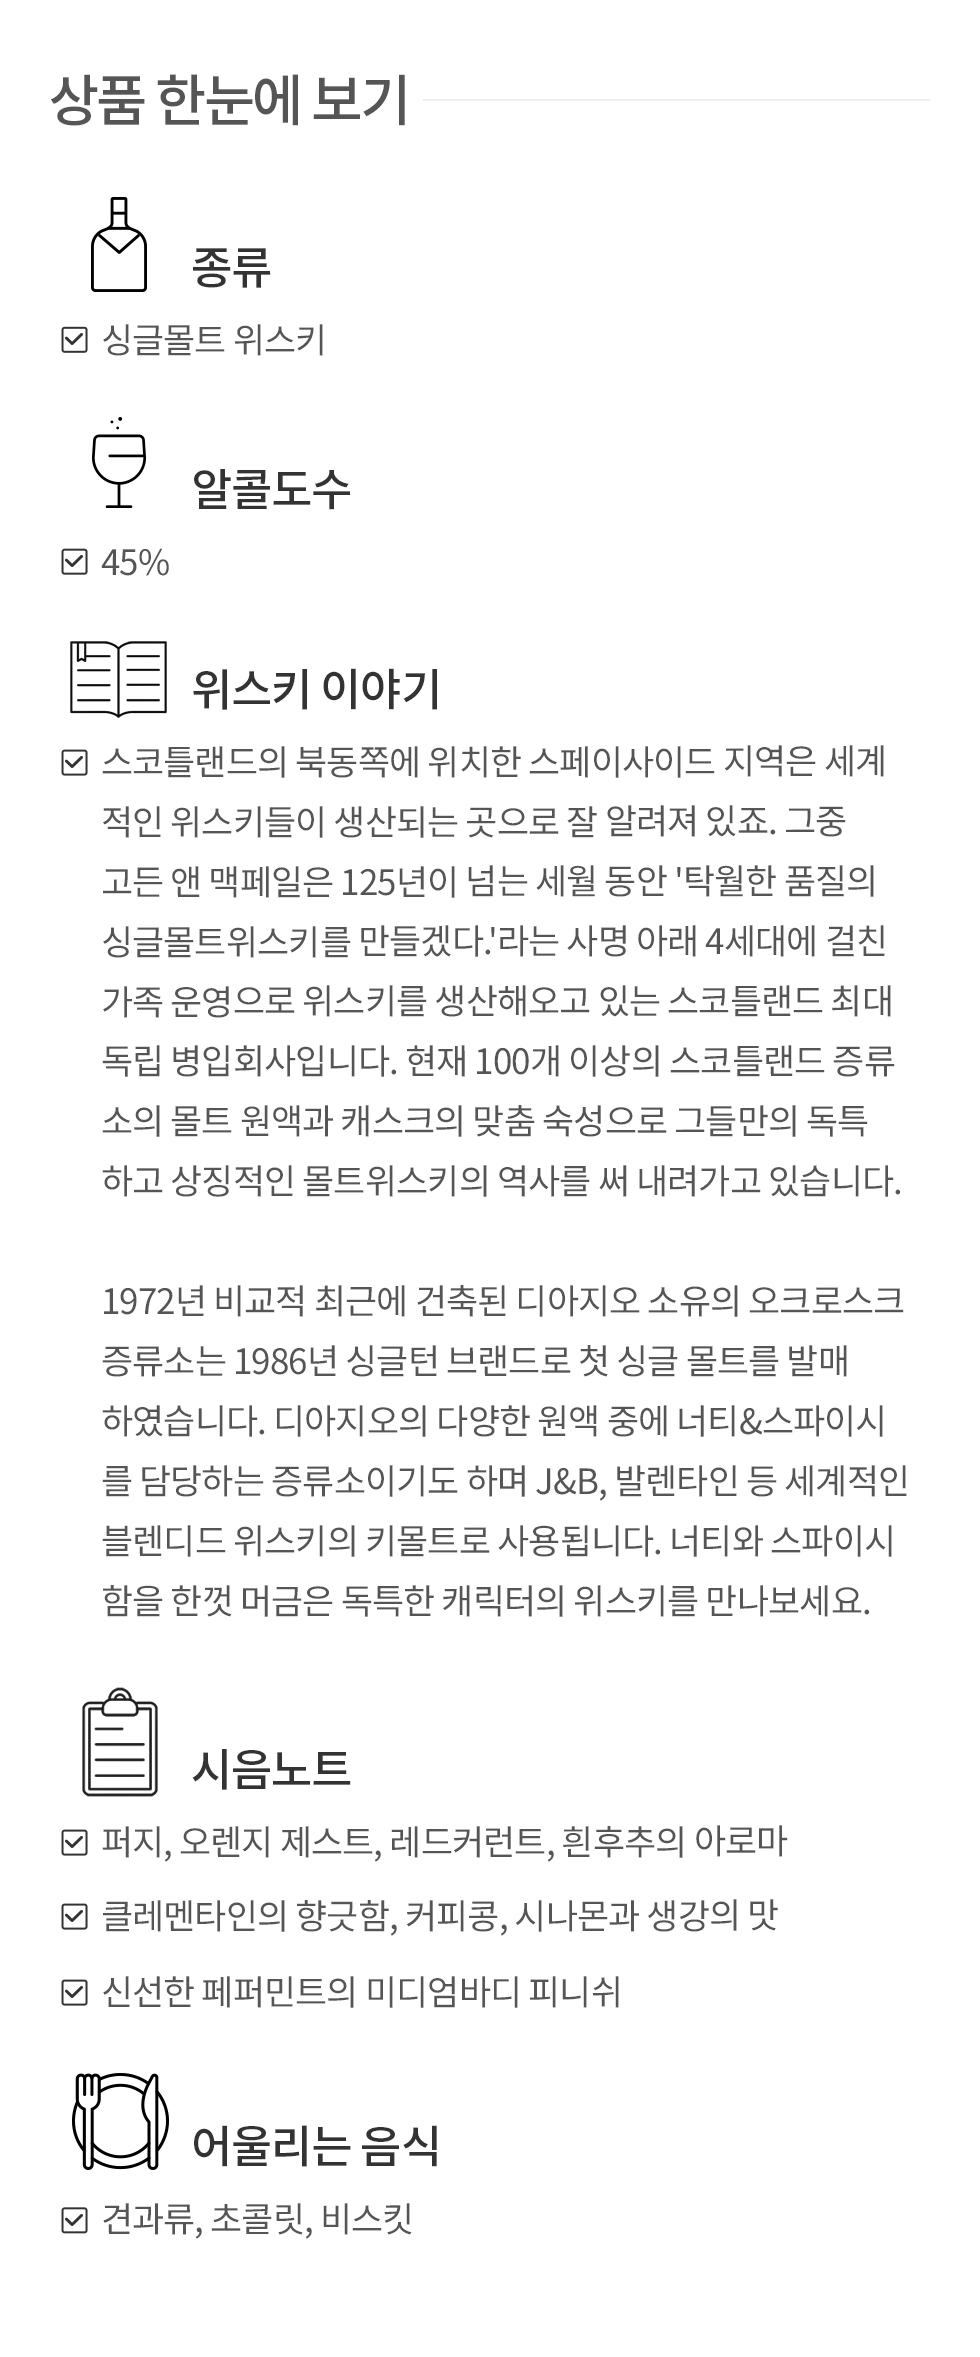 상품 한눈에 보기
종류
싱글몰트 위스키
알콜도수
45%
위스키 이야기
스코틀랜드의 북동쪽에 위치한 스페이사이드 지역은 세계
적인 위스키들이 생산되는 곳으로 잘 알려져 있죠. 그중
고든 앤 맥페일은 125년이 넘는 세월 동안 '탁월한 품질의
싱글몰트위스키를 만들겠다.'라는 사명 아래 4세대에 걸친
가족 운영으로 위스키를 생산해오고 있는 스코틀랜드 최대
독립 병입회사입니다. 현재 100개 이상의 스코틀랜드 증류
소의 몰트 원액과 캐스크의 맞춤 숙성으로 그들만의 독특
하고 상징적인 몰트위스키의 역사를 써 내려가고 있습니다.
1972년 비교적 최근에 건축된 디아지오 소유의 오크로스크
증류소는 1986년 싱글턴 브랜드로 첫 싱글 몰트를 발매
하였습니다. 디아지오의 다양한 원액 중에 너티&스파이시
를 담당하는 증류소이기도 하며 J&B, 발렌타인 등 세계적인
블렌디드 위스키의 키몰트로 사용됩니다. 너티와 스파이시
함을 한껏 머금은 독특한 캐릭터의 위스키를 만나보세요.
시음노트
퍼지, 오렌지 제스트, 레드커런트, 흰후추의 아로마
클레멘타인의 향긋함, 커피콩, 시나몬과 생강의 맛
신선한 페퍼민트의 미디엄바디 피니쉬
어울리는 음식
견과류, 초콜릿, 비스킷